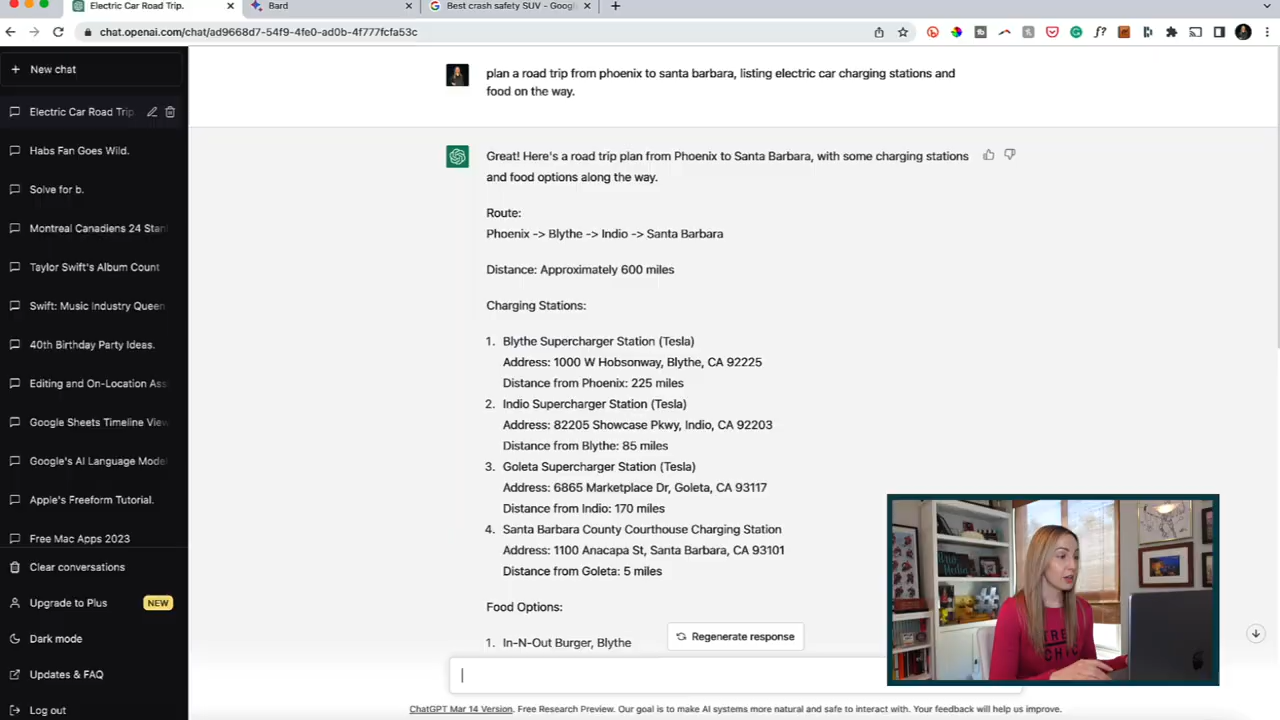 Electric Car Road Trip.
Bard
Best crash safety SUV - Goog
chat.openai.com/chat/ad9668d7-54f9-4fe0-ad0b-4f777fcfa53c
New chat
Electric Car Road Trip
Habs Fan Goes Wild.
Solve for b.
Montreal Canadiens 24 Stan
Taylor Swift's Album Count
Swift: Music Industry Queen
40th Birthday Party Ideas.
Editing and On-Location Ass
Google Sheets Timeline View
Google's AI Language Model
Apple's Freeform Tutorial.
Free Mac Apps 2023
Clear conversations
Upgrade to Plus NEW
Dark mode
Updates & FAQ
Log out
plan a road trip from phoenix to santa barbara, listing electric car charging stations and
food on the way.
Great! Here's a road trip plan from Phoenix to Santa Barbara, with some charging stations
and food options along the way.
Route:
Phoenix -> Blythe -> Indio -> Santa Barbara
Distance: Approximately 600 miles
Charging Stations:
1. Blythe Supercharger Station (Tesla)
Address: 1000 W Hobsonway, Blythe, CA 92225
Distance from Phoenix: 225 miles
2. Indio Supercharger Station (Tesla)
Address: 82205 Showcase Pkwy, Indio, CA 92203
Distance from Blythe: 85 miles
3. Goleta Supercharger Station (Tesla)
Address: 6865 Marketplace Dr, Goleta, CA 93117
Distance from Indio: 170 miles
4. Santa Barbara County Courthouse Charging Station
Address: 1100 Anacapa St, Santa Barbara, CA 93101
Distance from Goleta: 5 miles
Food Options:
1. In-N-Out Burger, Blythe
Regenerate response
ChatGPT Mar 14 Version. Free Research Preview. Our goal is to make AI systems more natural and safe to interact with. Your feedback will help us improve.